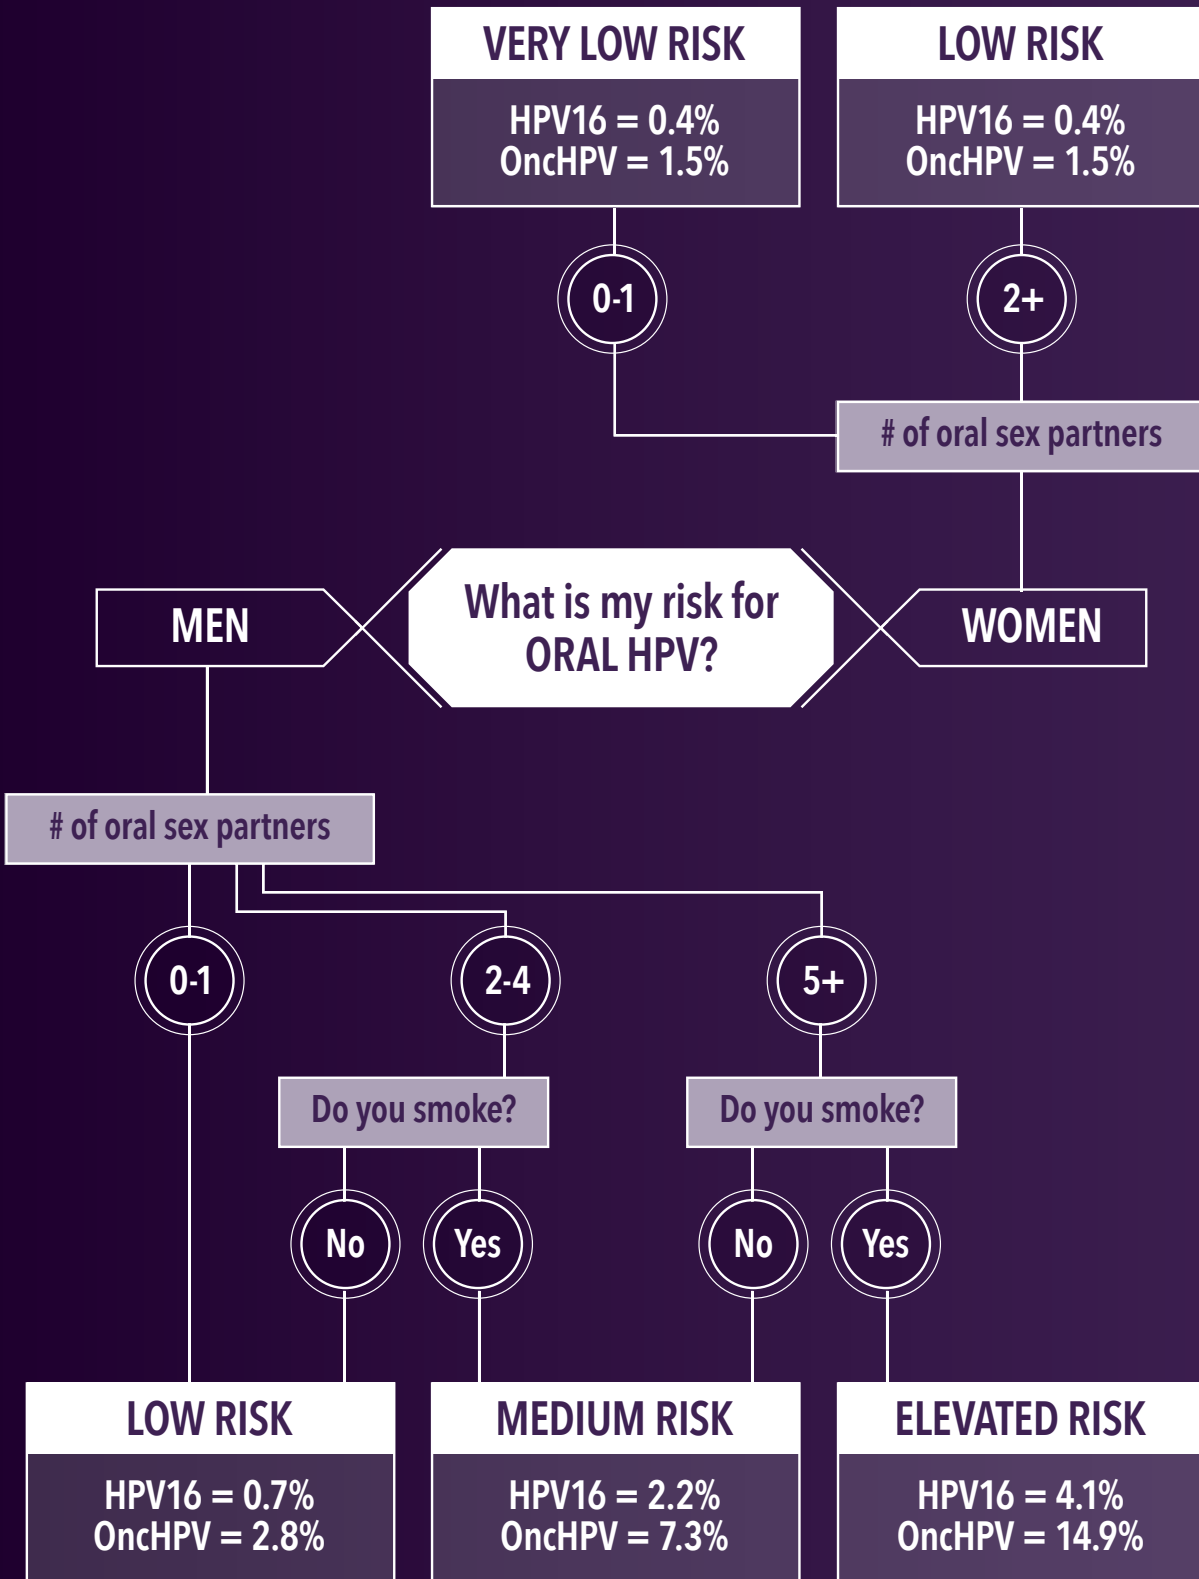 VERY LOW RISK
HPV16 = 0.4%
OncHPV = 1.5%
LOW RISK
HPV16 = 0.4%
OncHPV = 1.5%
0-1
2+
# of oral sex partners
What is my risk for
ORAL HPV?
MEN
WOMEN
# of oral sex partners
0-1
2-4
5+
Do you smoke?
Do you smoke?
No
Yes
No
Yes
LOW RISK
HPV16 = 0.7%
OncHPV = 2.8%
MEDIUM RISK
HPV16 = 2.2%
OncHPV = 7.3%
ELEVATED RISK
HPV16 = 4.1%
OncHPV = 14.9%